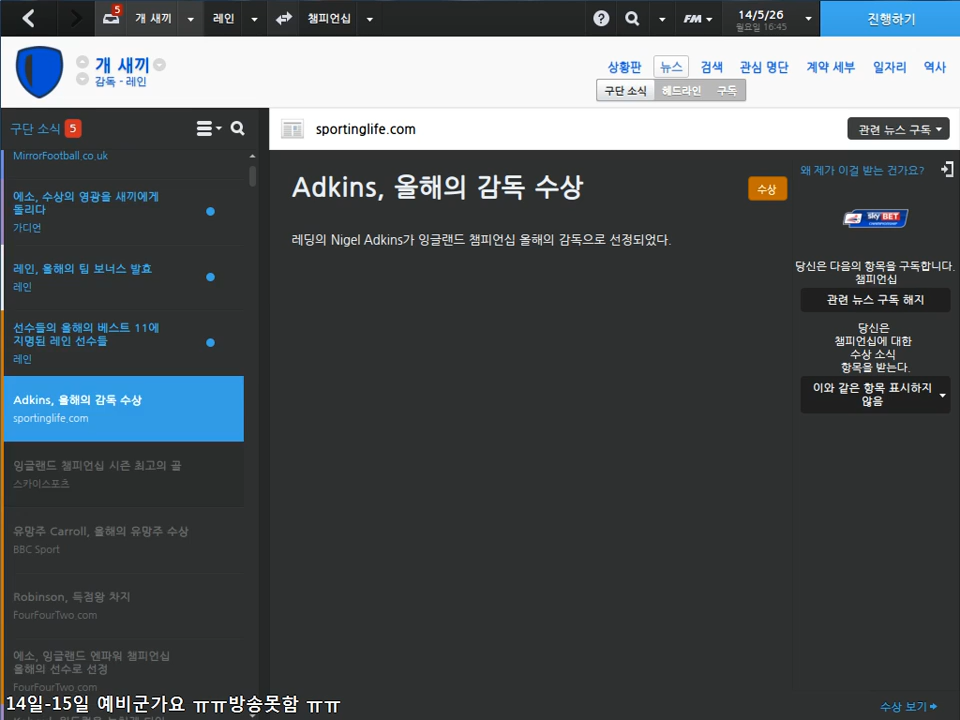 5
개 새끼
레인
챔피언십
FM
14/5/26
월요일 16:45
진행하기
개 새끼
감독 - 레인
상황판
뉴스
검색
관심 명단
계약 세부
일자리
역사
구단 소식
헤드라인
구독
구단 소식 5
sportinglife.com
관련 뉴스 구독
MirrorFootball.co.uk
에소, 수상의 영광을 새끼에게
돌리다
가디언
레인, 올해의 팀 보너스 발효
레인
선수들의 올해의 베스트 11에
지명된 레인 선수들
레인
Adkins, 올해의 감독 수상
sportinglife.com
잉글랜드 챔피언십 시즌 최고의 골
스카이스포츠
유망주 Carroll, 올해의 유망주 수상
BBC Sport
Robinson, 득점왕 차지
FourFourTwo.com
에소, 잉글랜드 엔파워 챔피언십
올해의 선수로 선정
FourFourTwo.com
Adkins, 올해의 감독 수상
수상
레딩의 Nigel Adkins가 잉글랜드 챔피언십 올해의 감독으로 선정되었다.
왜 제가 이걸 받는 건가요?
sky BET
당신은 다음의 항목을 구독합니다.
챔피언십
관련 뉴스 구독 해지
당신은
챔피언십에 대한
수상 소식
항목을 받는다.
이와 같은 항목 표시하지
않음
수상 보기
14일-15일 예비군가요 ㅠㅠ방송못함 ㅠㅠ